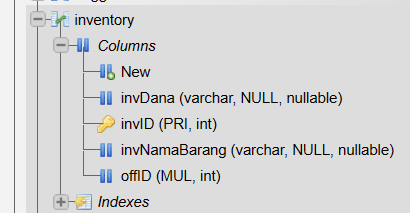 inventory
Columns
New
invDana (varchar, NULL, nullable)
invID (PRI, int)
invNamaBarang (varchar, NULL, nullable)
offID (MUL, int)
Indexes